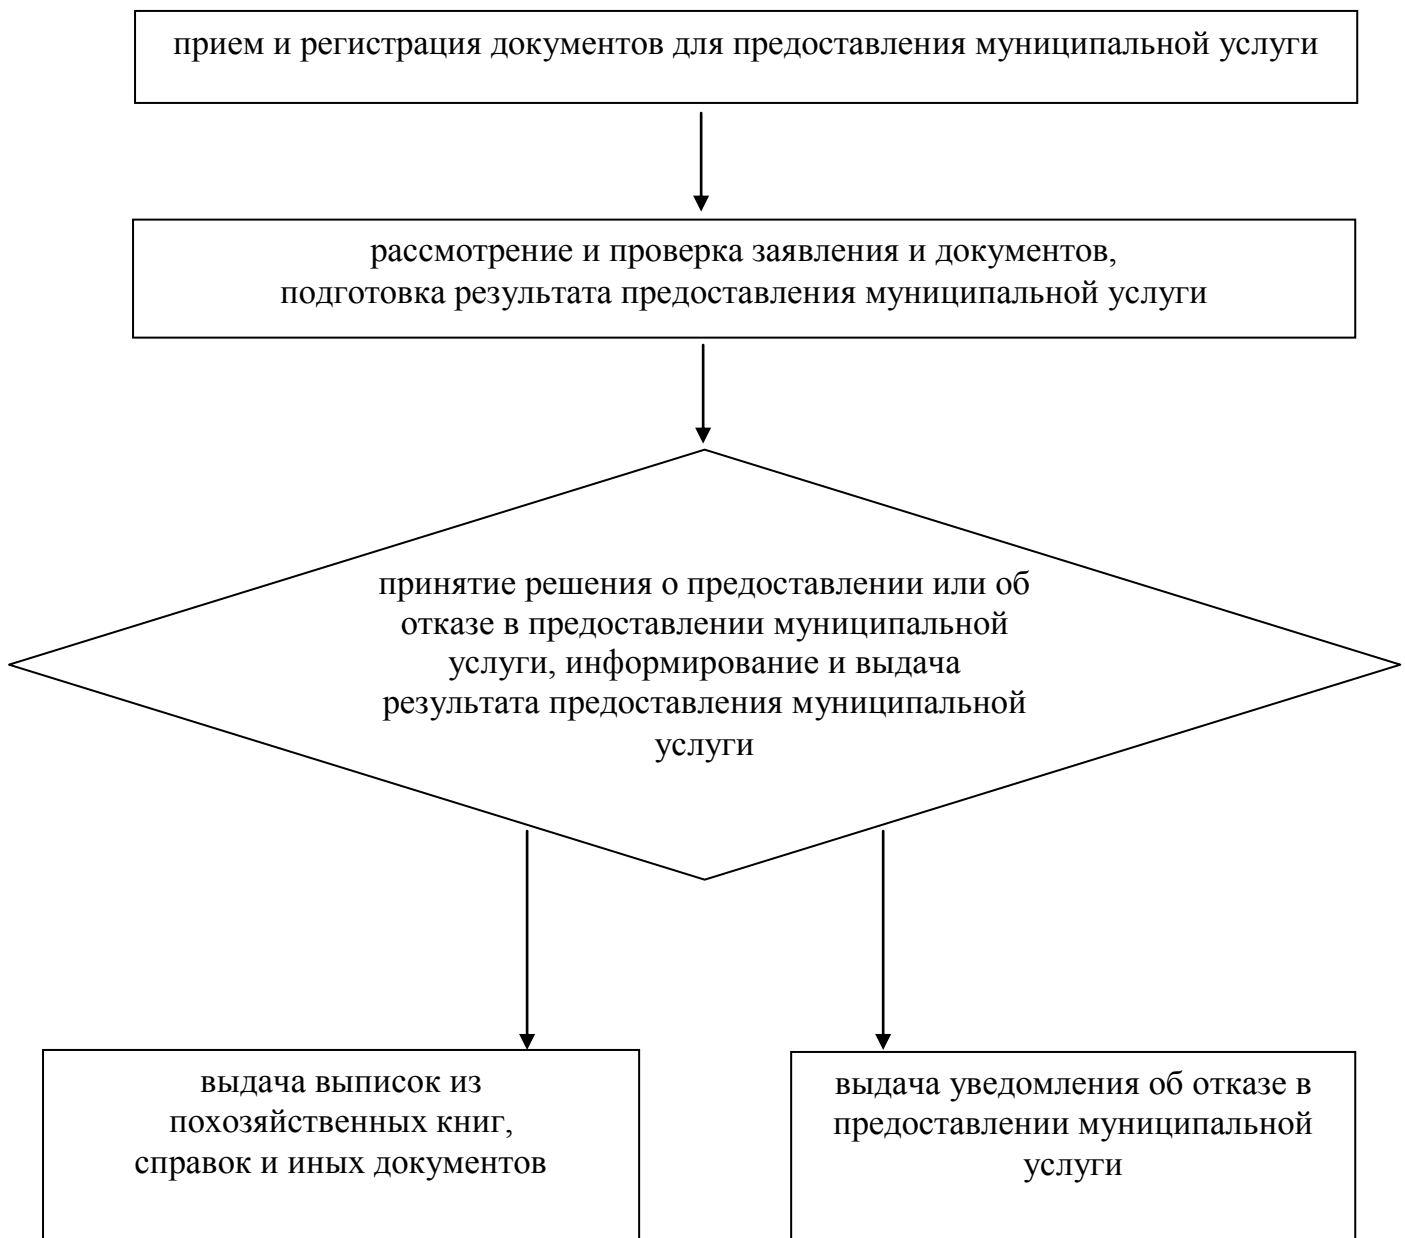 прием и регистрация документов для предоставления муниципальной услуги
рассмотрение и проверка заявления и документов,
подготовка результата предоставления муниципальной услуги
принятие решения о предоставлении или об
отказе в предоставлении муниципальной
услуги, информирование и выдача
результата предоставления муниципальной
услуги
выдача выписок из
похозяйственных книг,
справок и иных документов
выдача уведомления об отказе в
предоставлении муниципальной
услуги